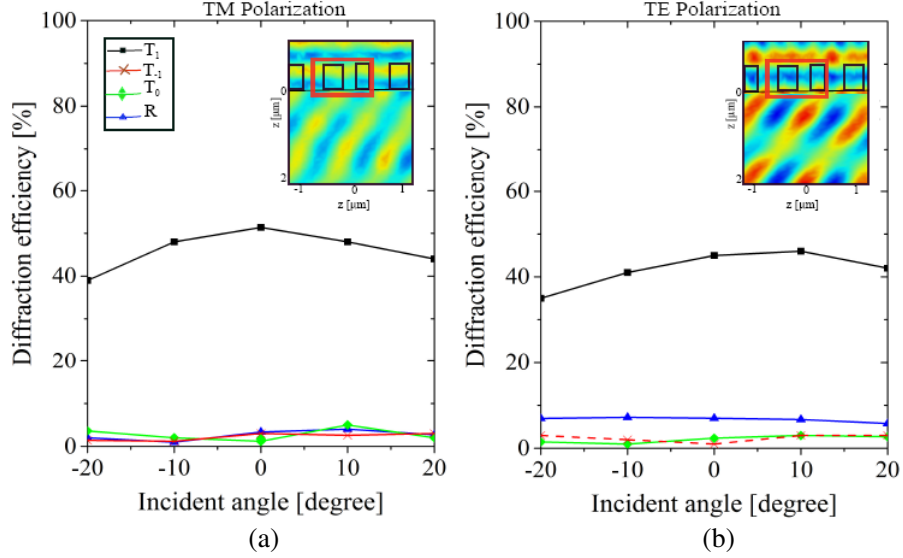 TM Polarization
TE Polarization
100
80
60
40
20
0
Diffraction efficiency [%]
T1
T-1
T0
R
z [μm]
0
2
-1
0
1
z [μm]
-20
-10
0
10
20
Incident angle [degree]
(a)
100
80
60
40
20
0
Diffraction efficiency [%]
z [μm]
0
2
-1
0
1
z [μm]
-20
-10
0
10
20
Incident angle [degree]
(b)